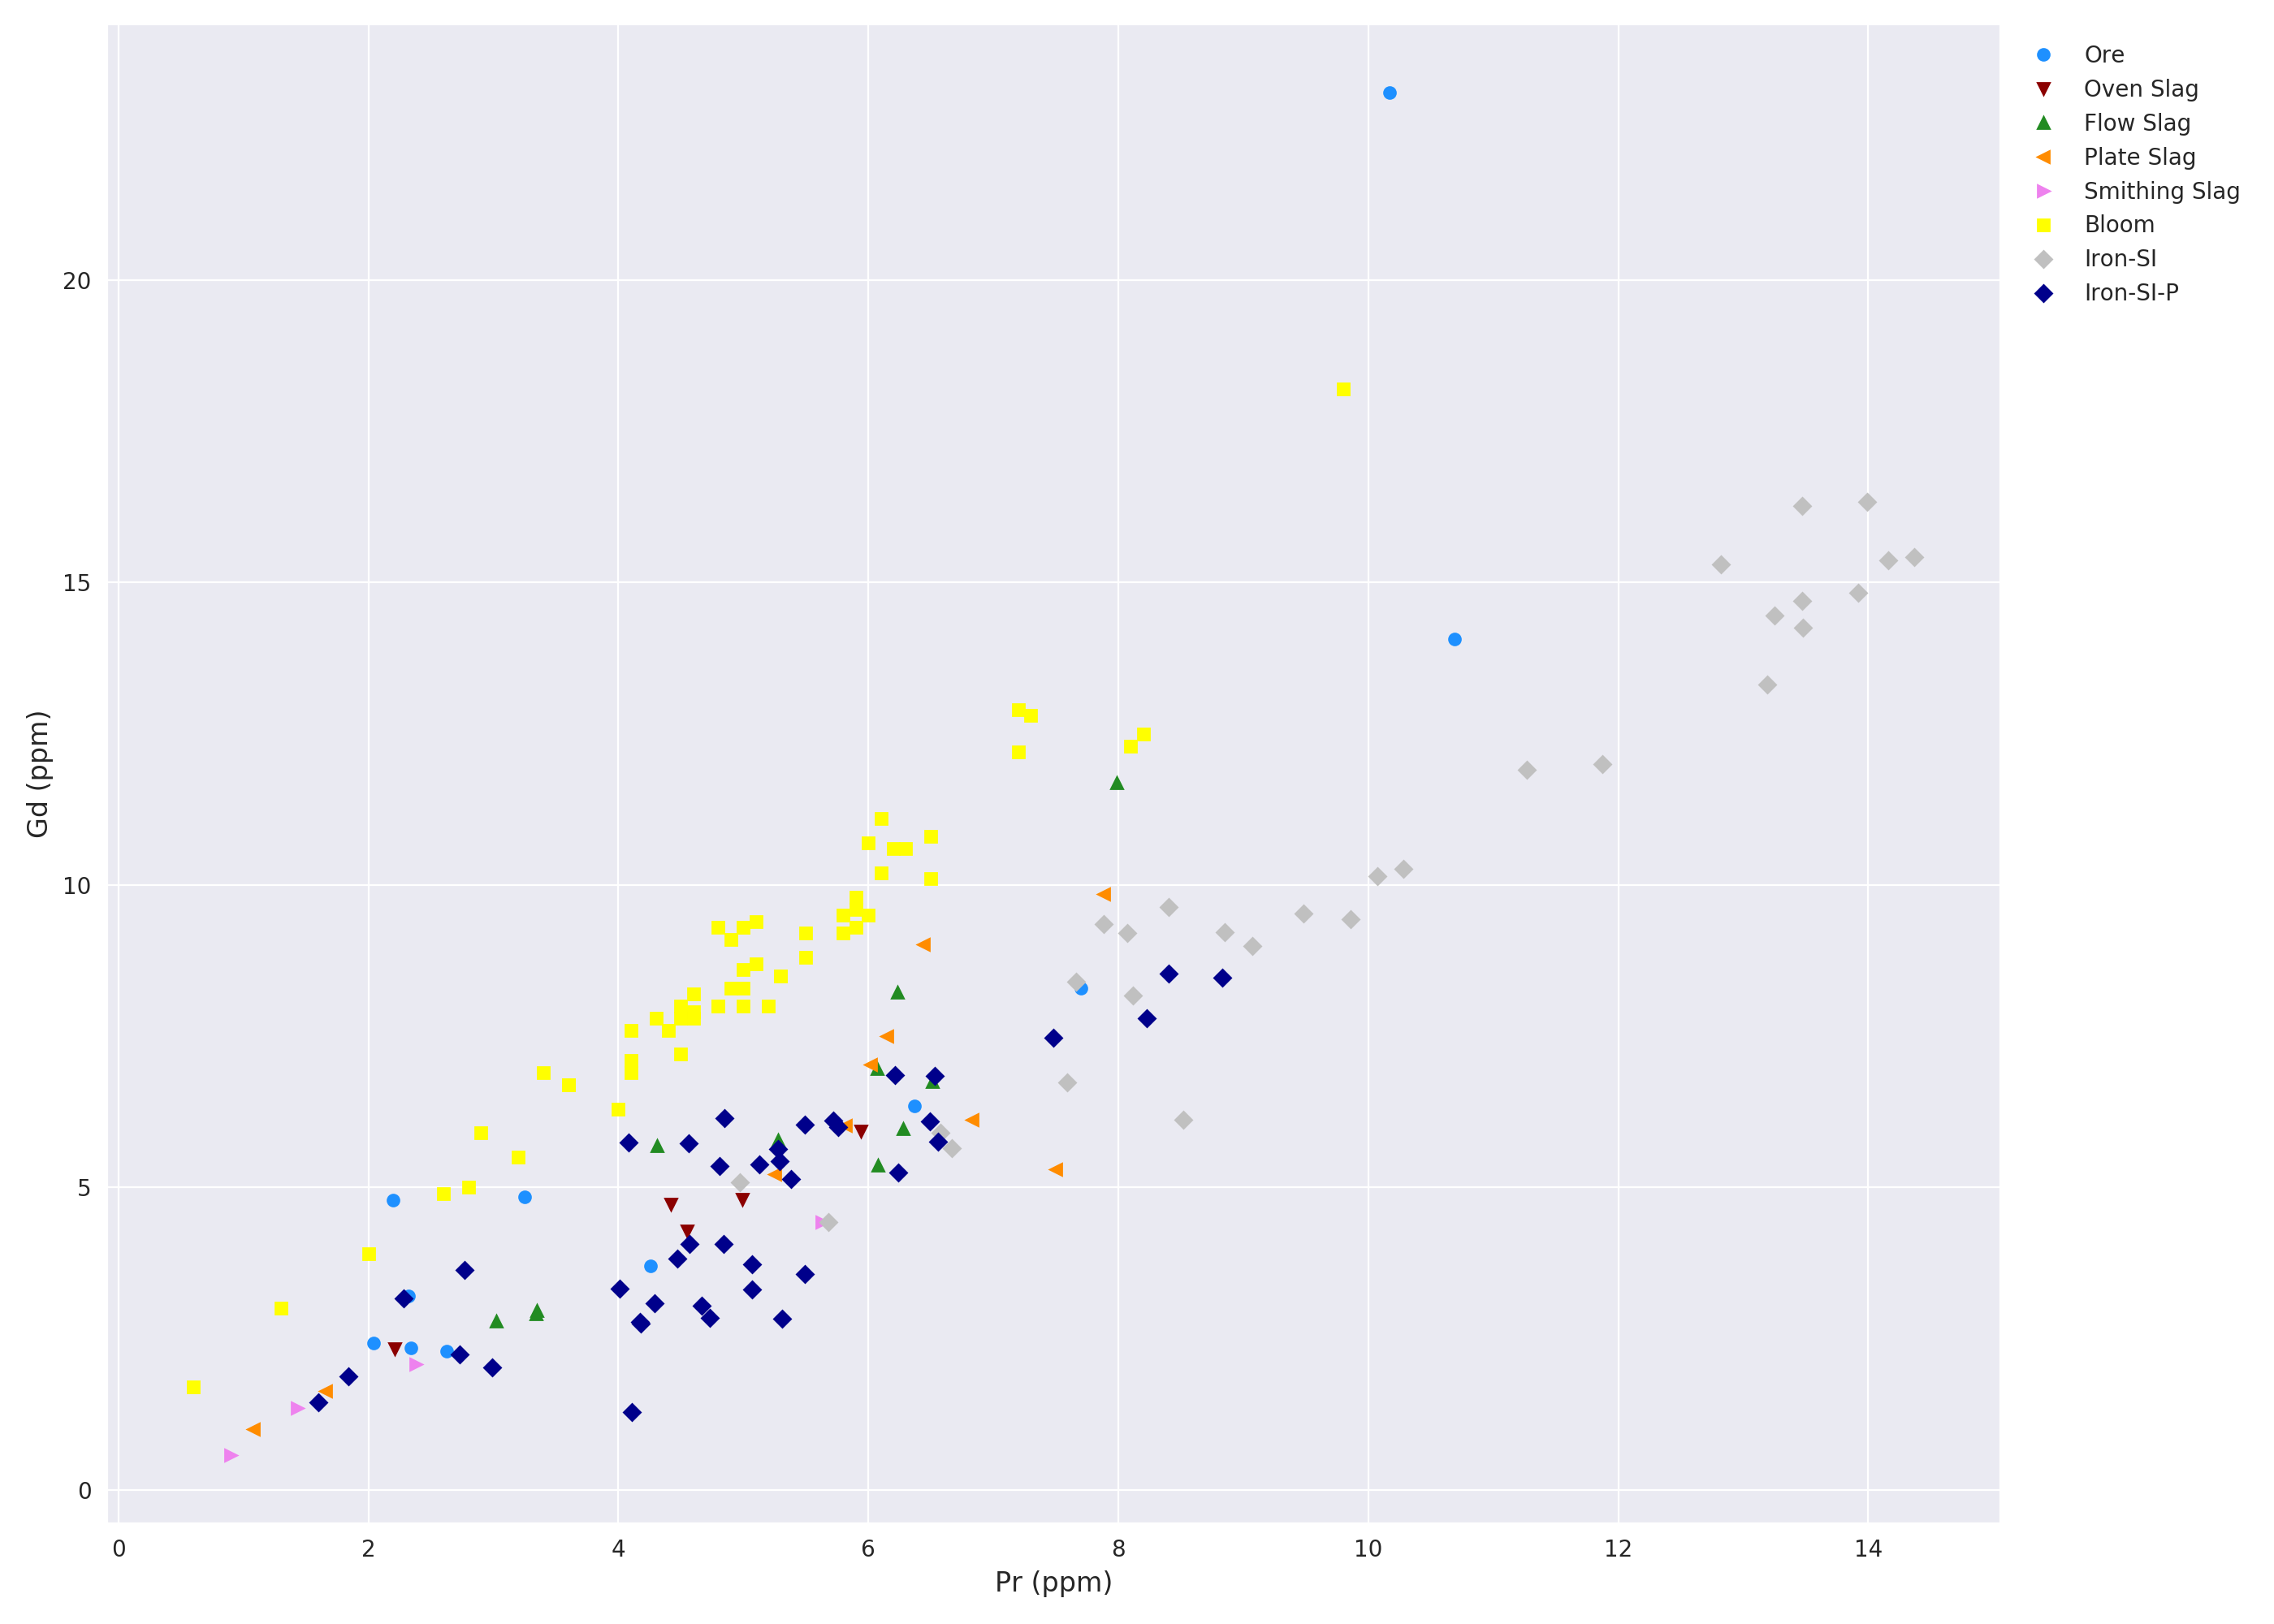 Ore
Oven Slag
Flow Slag
Plate Slag
Smithing Slag
Bloom
Iron-SI
Iron-SI-P
20
15
10
5
0
Gd (ppm)
0 2 4 6 8 10 12 14
Pr (ppm)